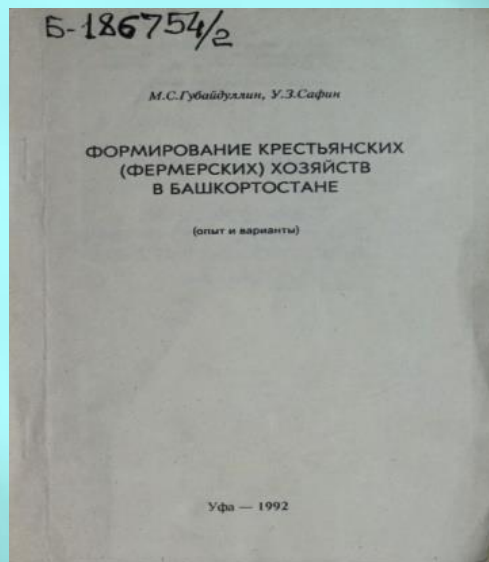 Б-186754/2
М.С.Губайдуллин, У.З.Сафин
ФОРМИРОВАНИЕ КРЕСТЬЯНСКИХ
(ФЕРМЕРСКИХ) ХОЗЯЙСТВ
В БАШКОРТОСТАНЕ
(опыт и варианты)
Уфа — 1992